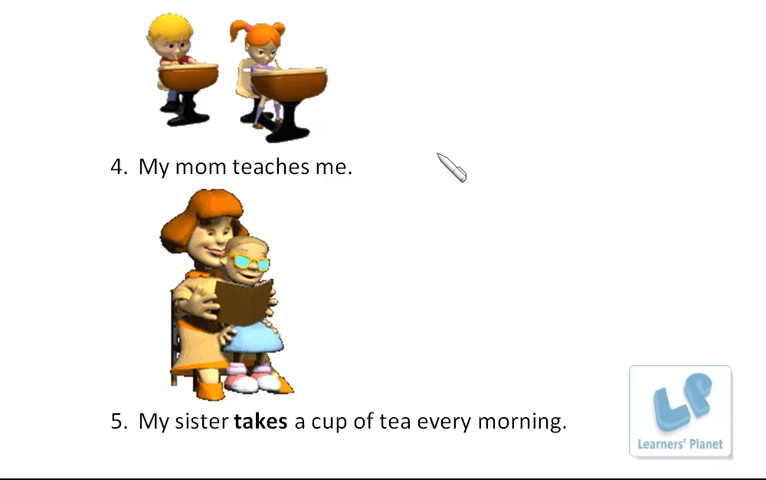 4. My mom teaches me.
5. My sister takes a cup of tea every morning.
LP
Learners' Planet